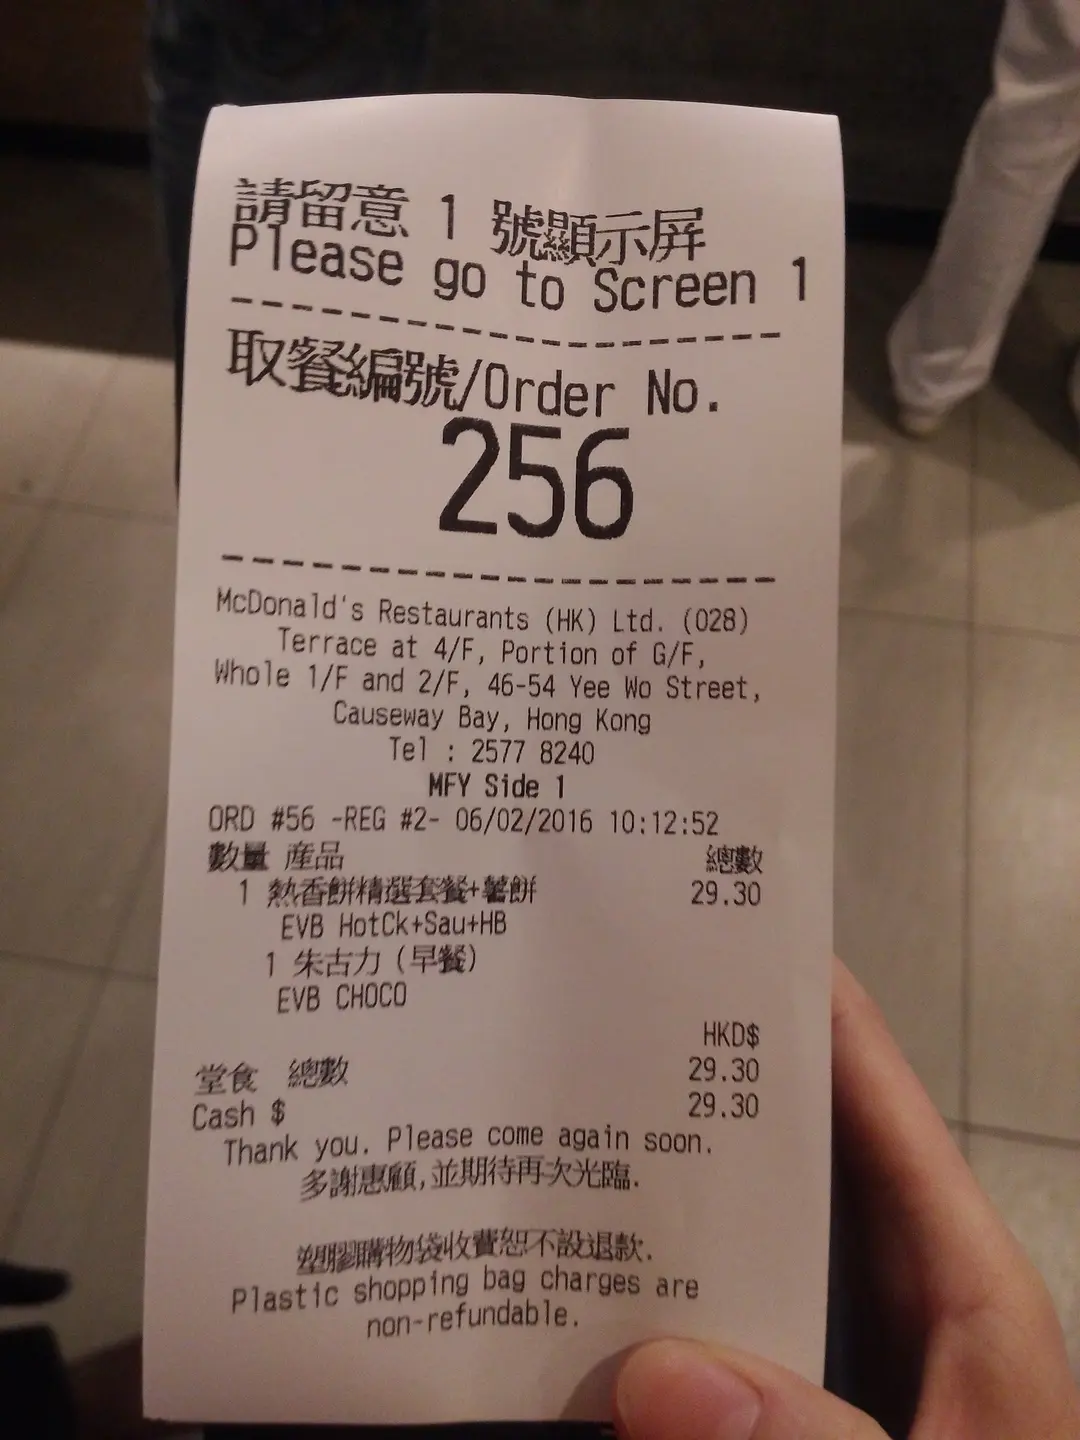 請留意 1 號顯示屏
Please go to Screen 1
取餐編號/Order No.
256
McDonald's Restaurants (HK) Ltd. (028)
Terrace at 4/F, Portion of G/F,
Whole 1/F and 2/F, 46-54 Yee Wo Street,
Causeway Bay, Hong Kong
Tel : 2577 8240
MFY Side 1
ORD #56 -REG #2- 06/02/2016 10:12:52
數量 產品 總數
1 熱香餅精選套餐+薯餅 29.30
EVB HotCk+Sau+HB
1 朱古力(早餐)
EVB CHOCO
HKD$
堂食 總數 29.30
Cash $ 29.30
Thank you. Please come again soon.
多謝惠顧,並期待再次光臨.
塑膠購物袋收費恕不設退款.
Plastic shopping bag charges are
non-refundable.